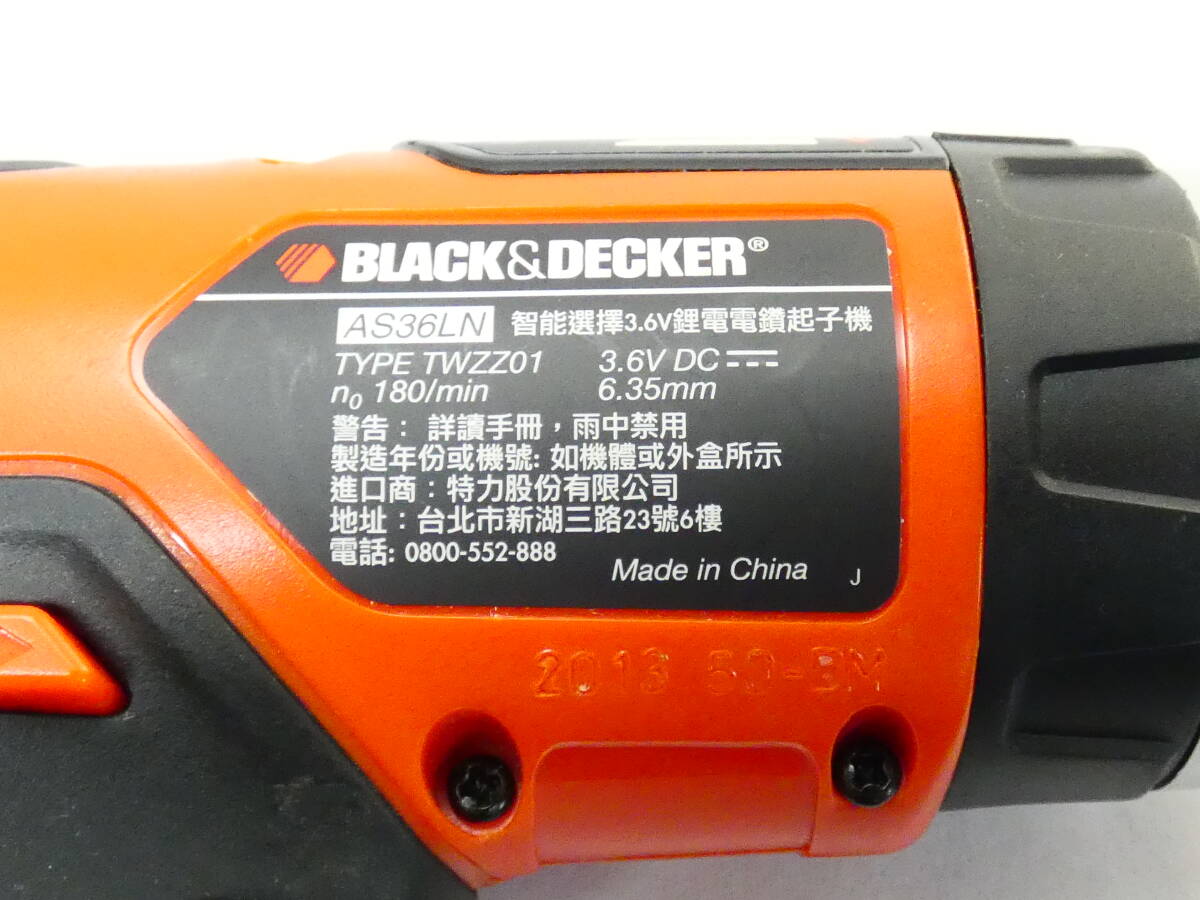 BLACK&DECKER®
AS36LN 智能選擇3.6V鋰電電鑽起子機
TYPE TWZZ01 3.6V DC
n₀ 180/min 6.35mm
警告：詳讀手冊，雨中禁用
製造年份或機號: 如機體或外盒所示
進口商：特力股份有限公司
地址：台北市新湖三路23號6樓
電話: 0800-552-888
Made in China J
2013